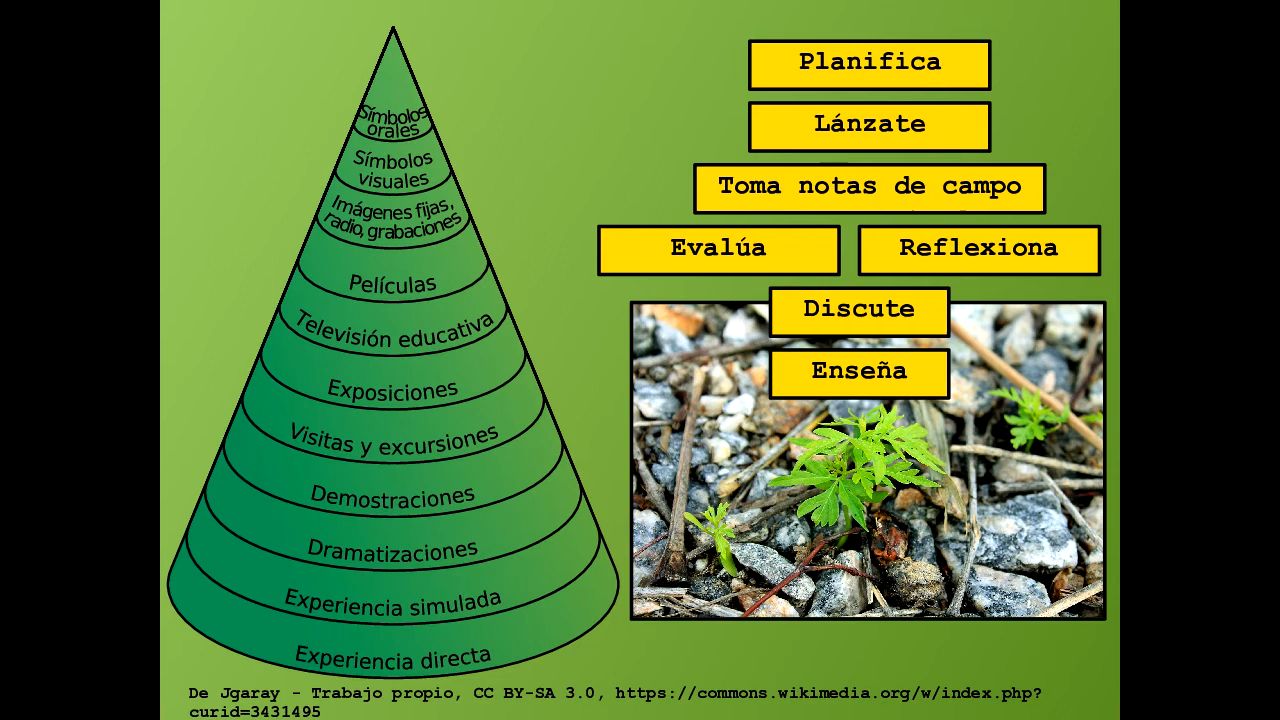 Símbolos
orales
Símbolos
visuales
Imágenes fijas,
radio, grabaciones
Películas
Televisión educativa
Exposiciones
Visitas y excursiones
Demostraciones
Dramatizaciones
Experiencia simulada
Experiencia directa
Planifica
Lánzate
Toma notas de campo
Evalúa
Reflexiona
Discute
Enseña
De Jgaray - Trabajo propio, CC BY-SA 3.0, https://commons.wikimedia.org/w/index.php?
curid=3431495